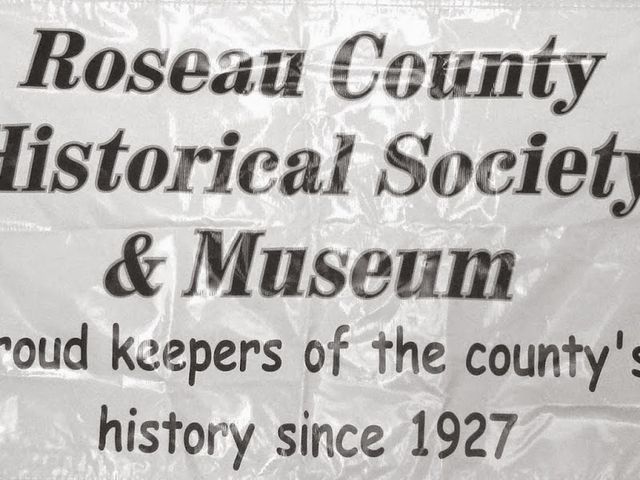 Roseau County
Historical Society
& Museum
roud keepers of the county's
history since 1927